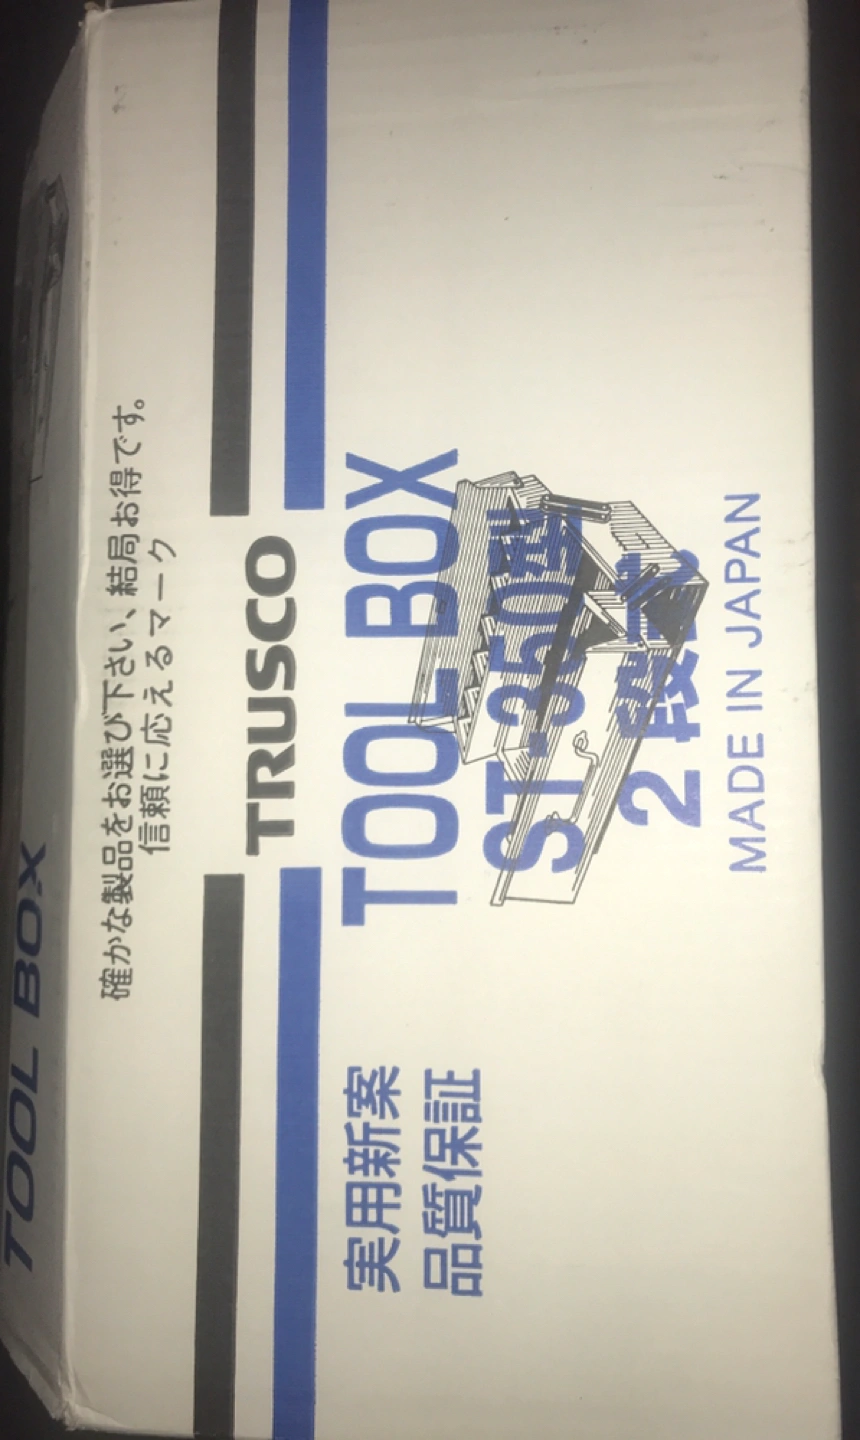 TOOL BOX
確かな製品をお選び下さい、結局お得です。
信頼に応えるマーク
TRUSCO
TOOL BOX
ST-350型
2段式
MADE IN JAPAN
実用新案
品質保証